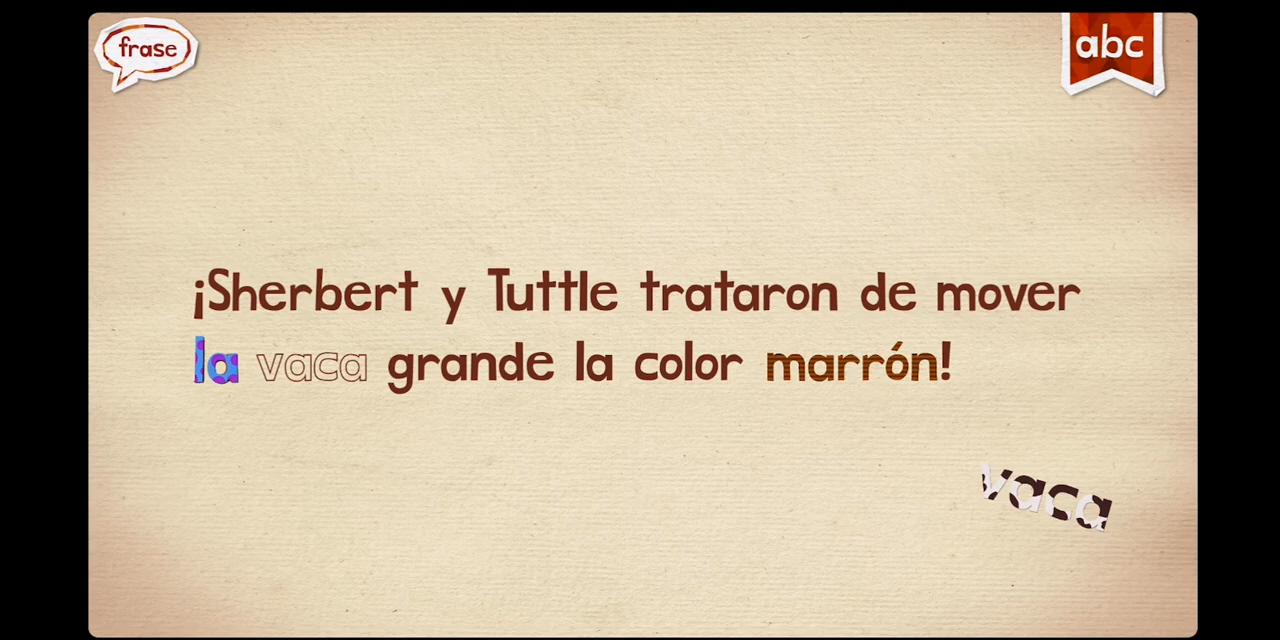 frase
abc
¡Sherbert y Tuttle trataron de mover
la vaca grande la color marrón!
vaca